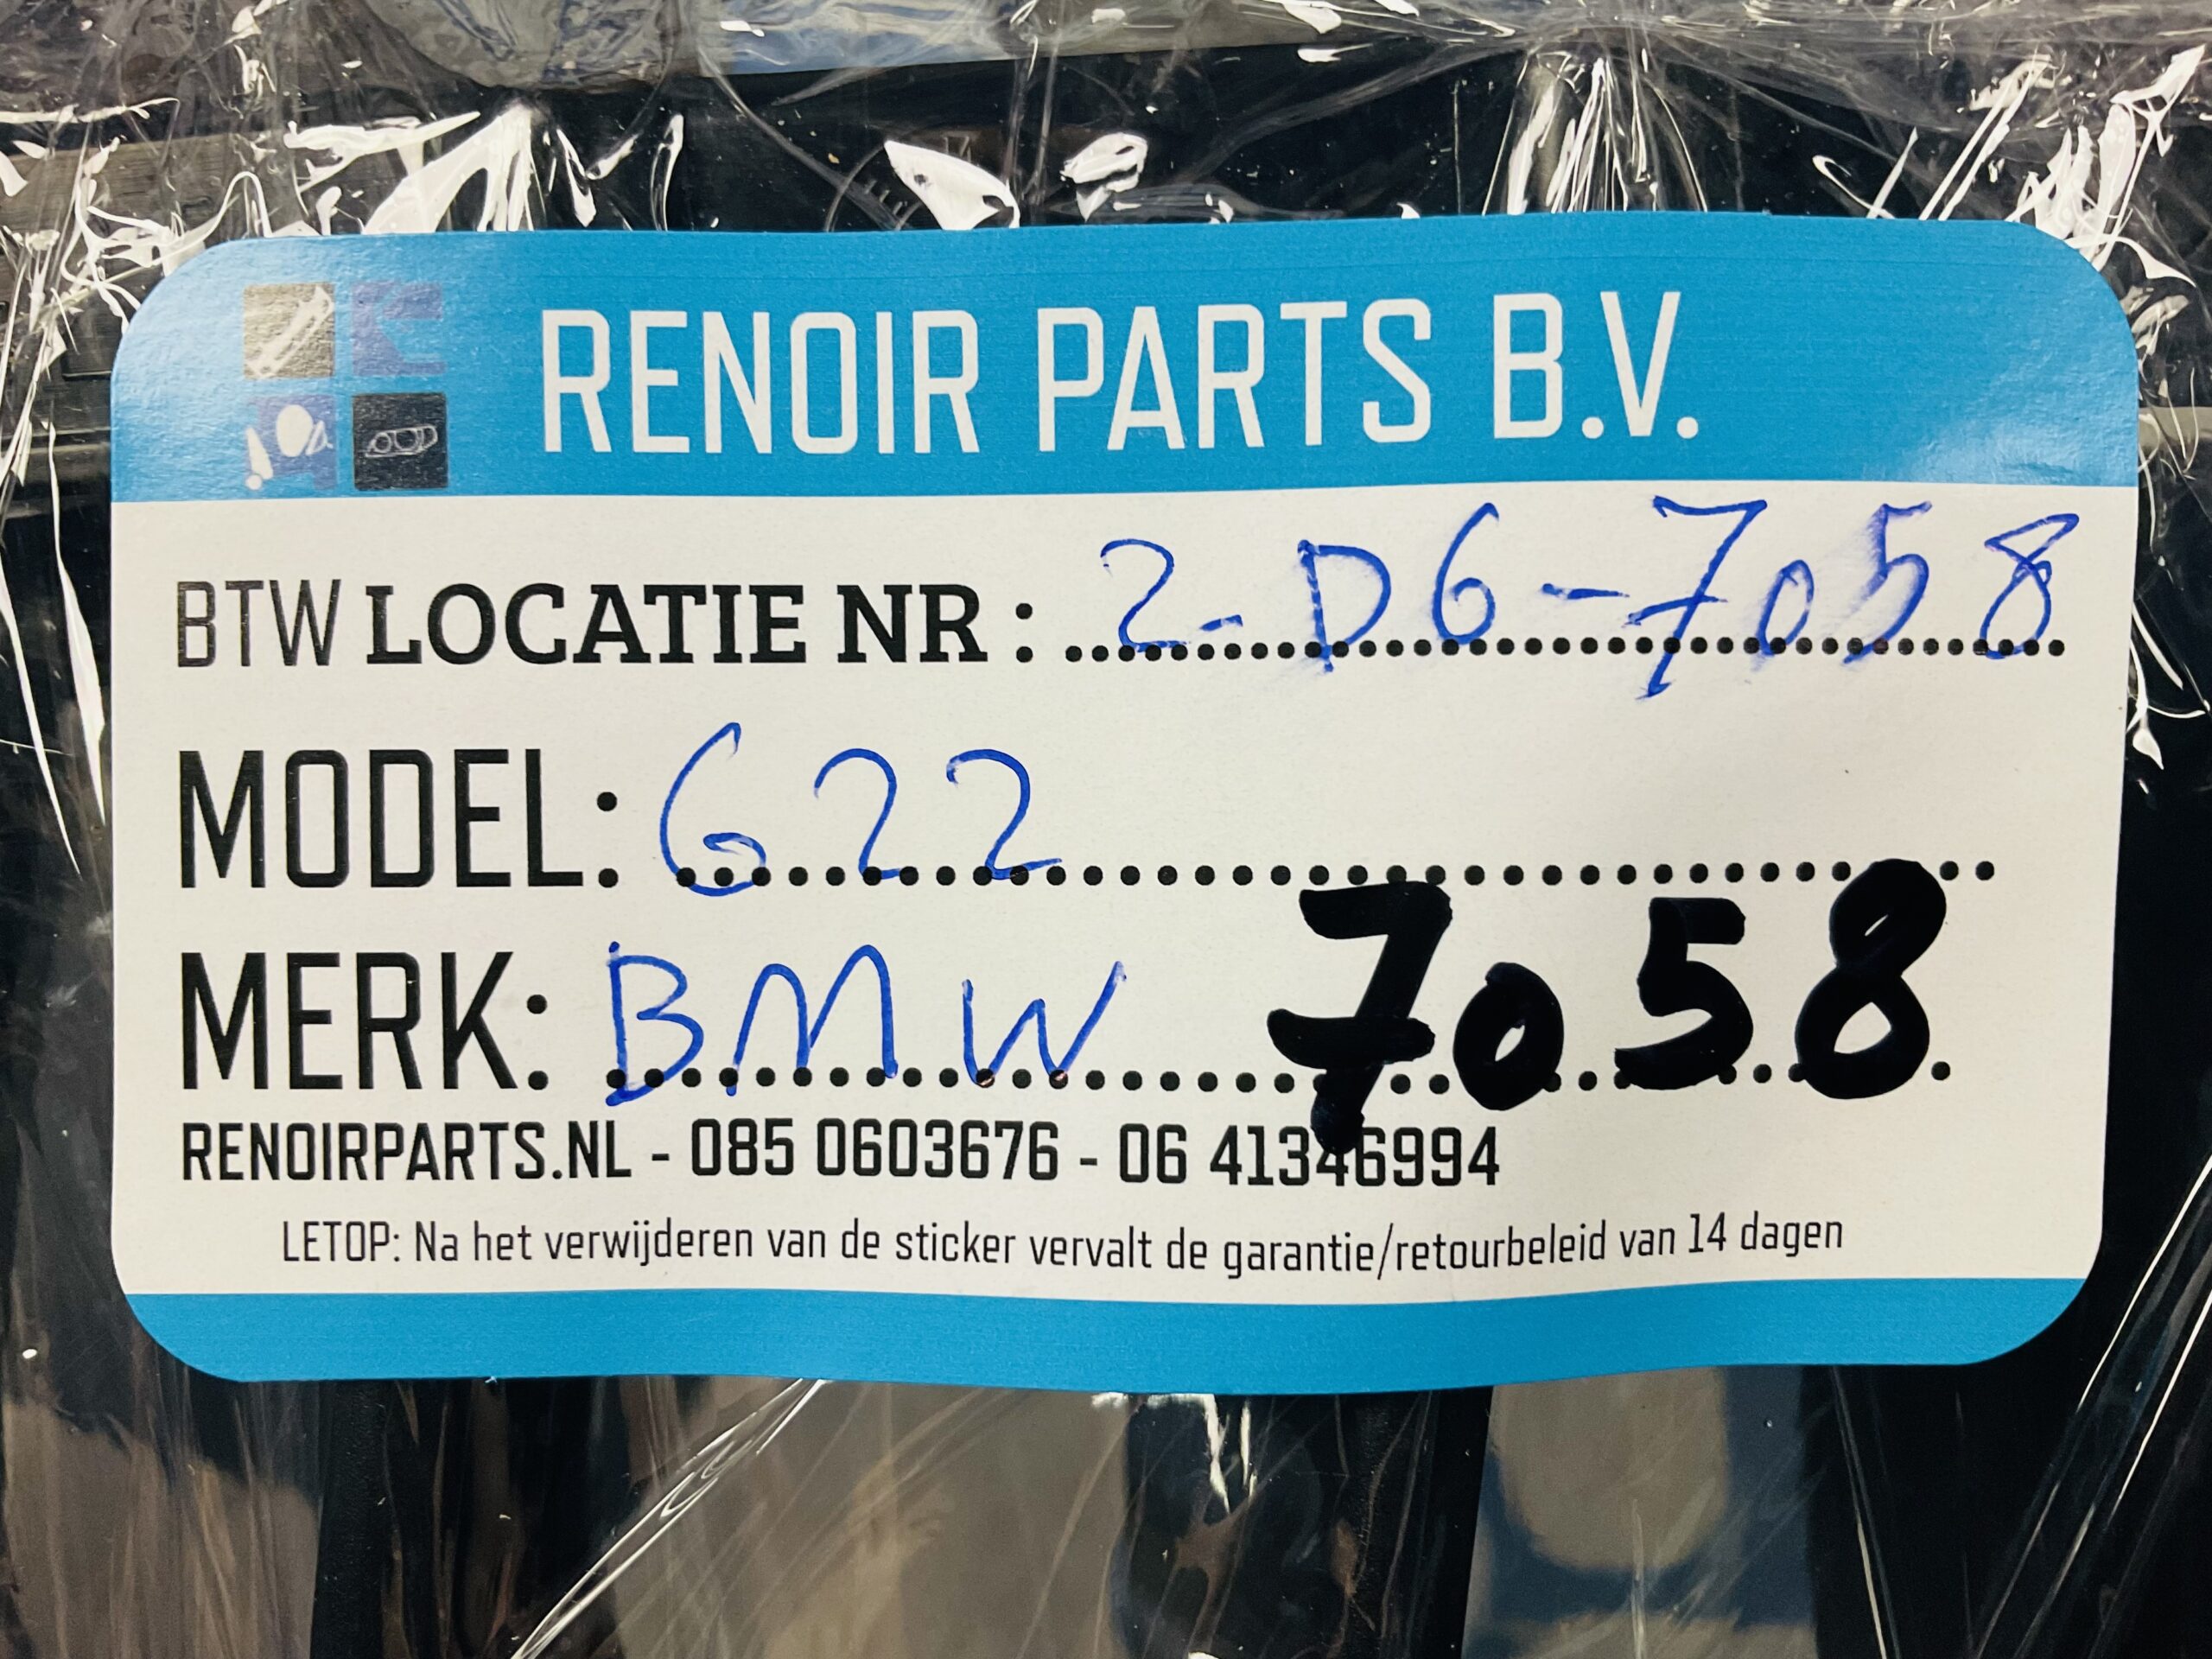 RENOIR PARTS B.V.
BTW LOCATIE NR : 2-D6-7058
MODEL: G22
MERK: BMW 7058
RENOIRPARTS.NL - 085 0603676 - 06 41346994
LETOP: Na het verwijderen van de sticker vervalt de garantie/retourbeleid van 14 dagen